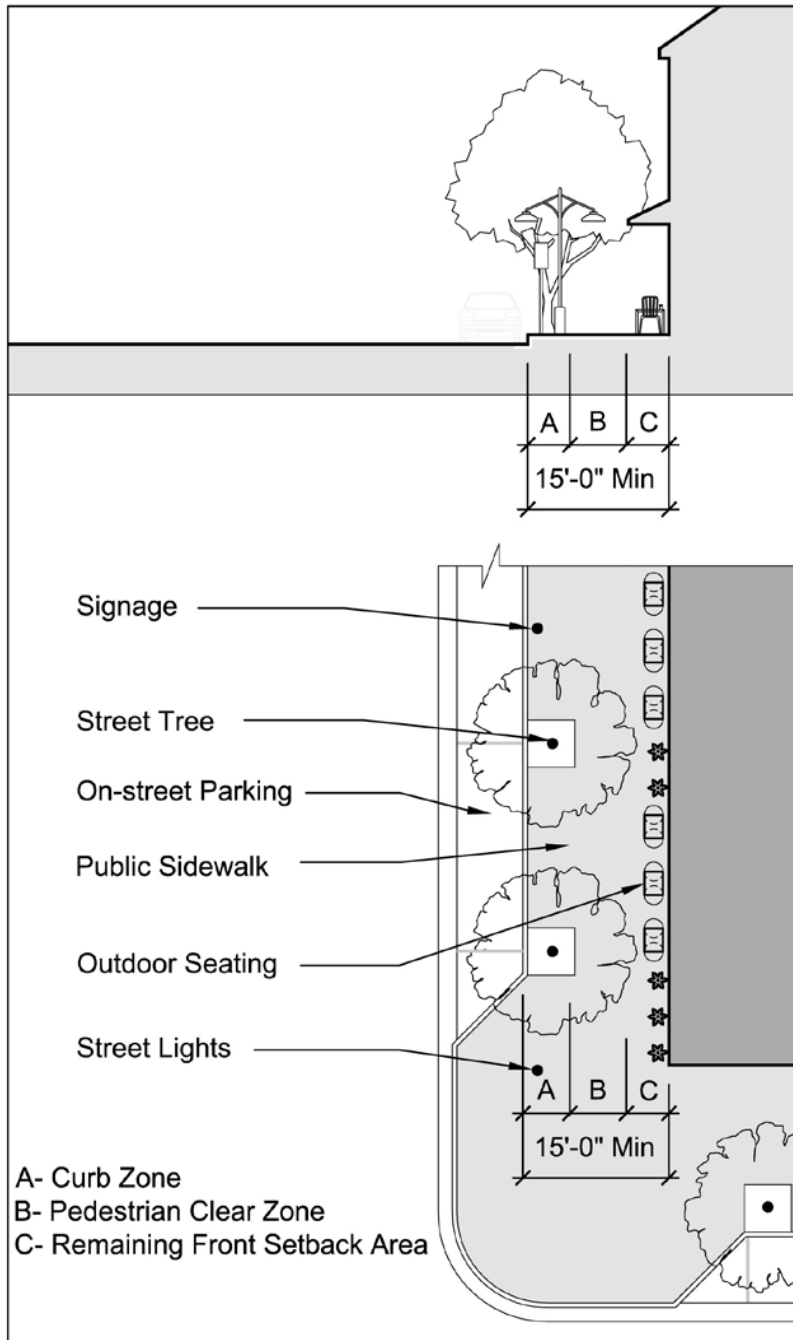 A B C
15'-0" Min
Signage
Street Tree
On-street Parking
Public Sidewalk
Outdoor Seating
Street Lights
A B C
15'-0" Min
A- Curb Zone
B- Pedestrian Clear Zone
C- Remaining Front Setback Area